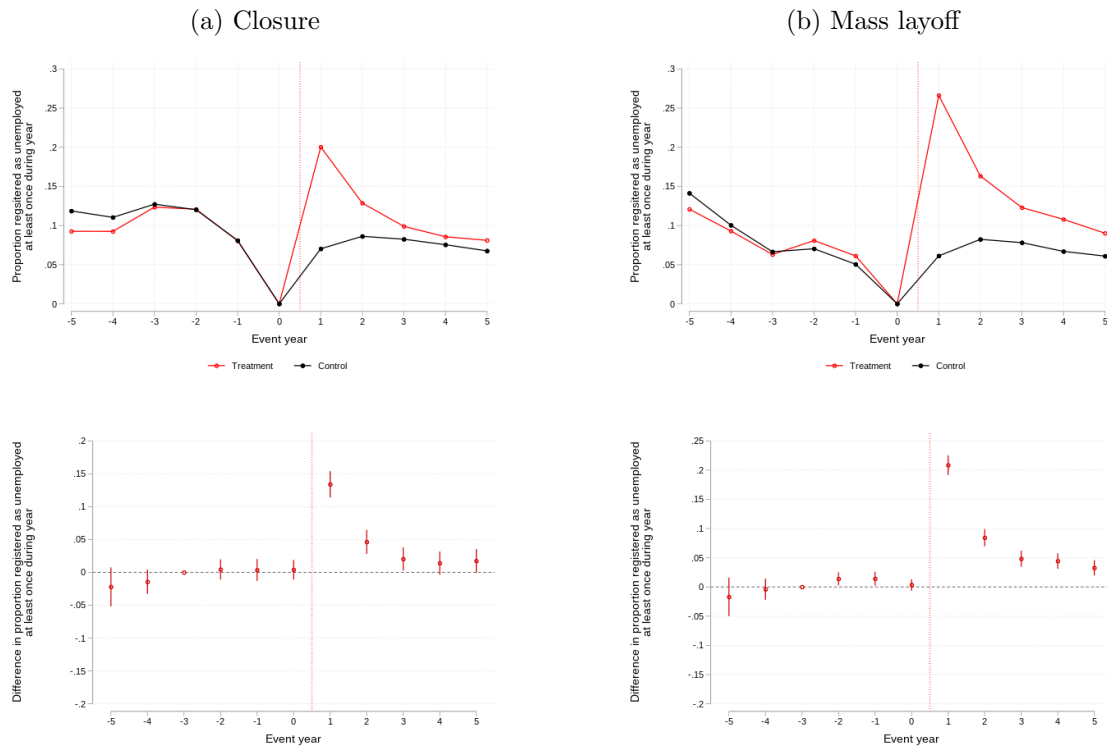 (a) Closure
Proportion regsitered as unemployed
at least once during year
.3
.25
.2
.15
.1
.05
0
-5 -4 -3 -2 -1 0 1 2 3 4 5
Event year
Treatment Control
(b) Mass layoff
Proportion regsitered as unemployed
at least once during year
.3
.25
.2
.15
.1
.05
0
-5 -4 -3 -2 -1 0 1 2 3 4 5
Event year
Treatment Control
Difference in proportion registered as unemployed
at least once during year
.2
.15
.1
.05
0
-.05
-.1
-.15
-.2
-5 -4 -3 -2 -1 0 1 2 3 4 5
Event year
Difference in proportion registered as unemployed
at least once during year
.25
.2
.15
.1
.05
0
-.05
-.1
-.15
-.2
-5 -4 -3 -2 -1 0 1 2 3 4 5
Event year